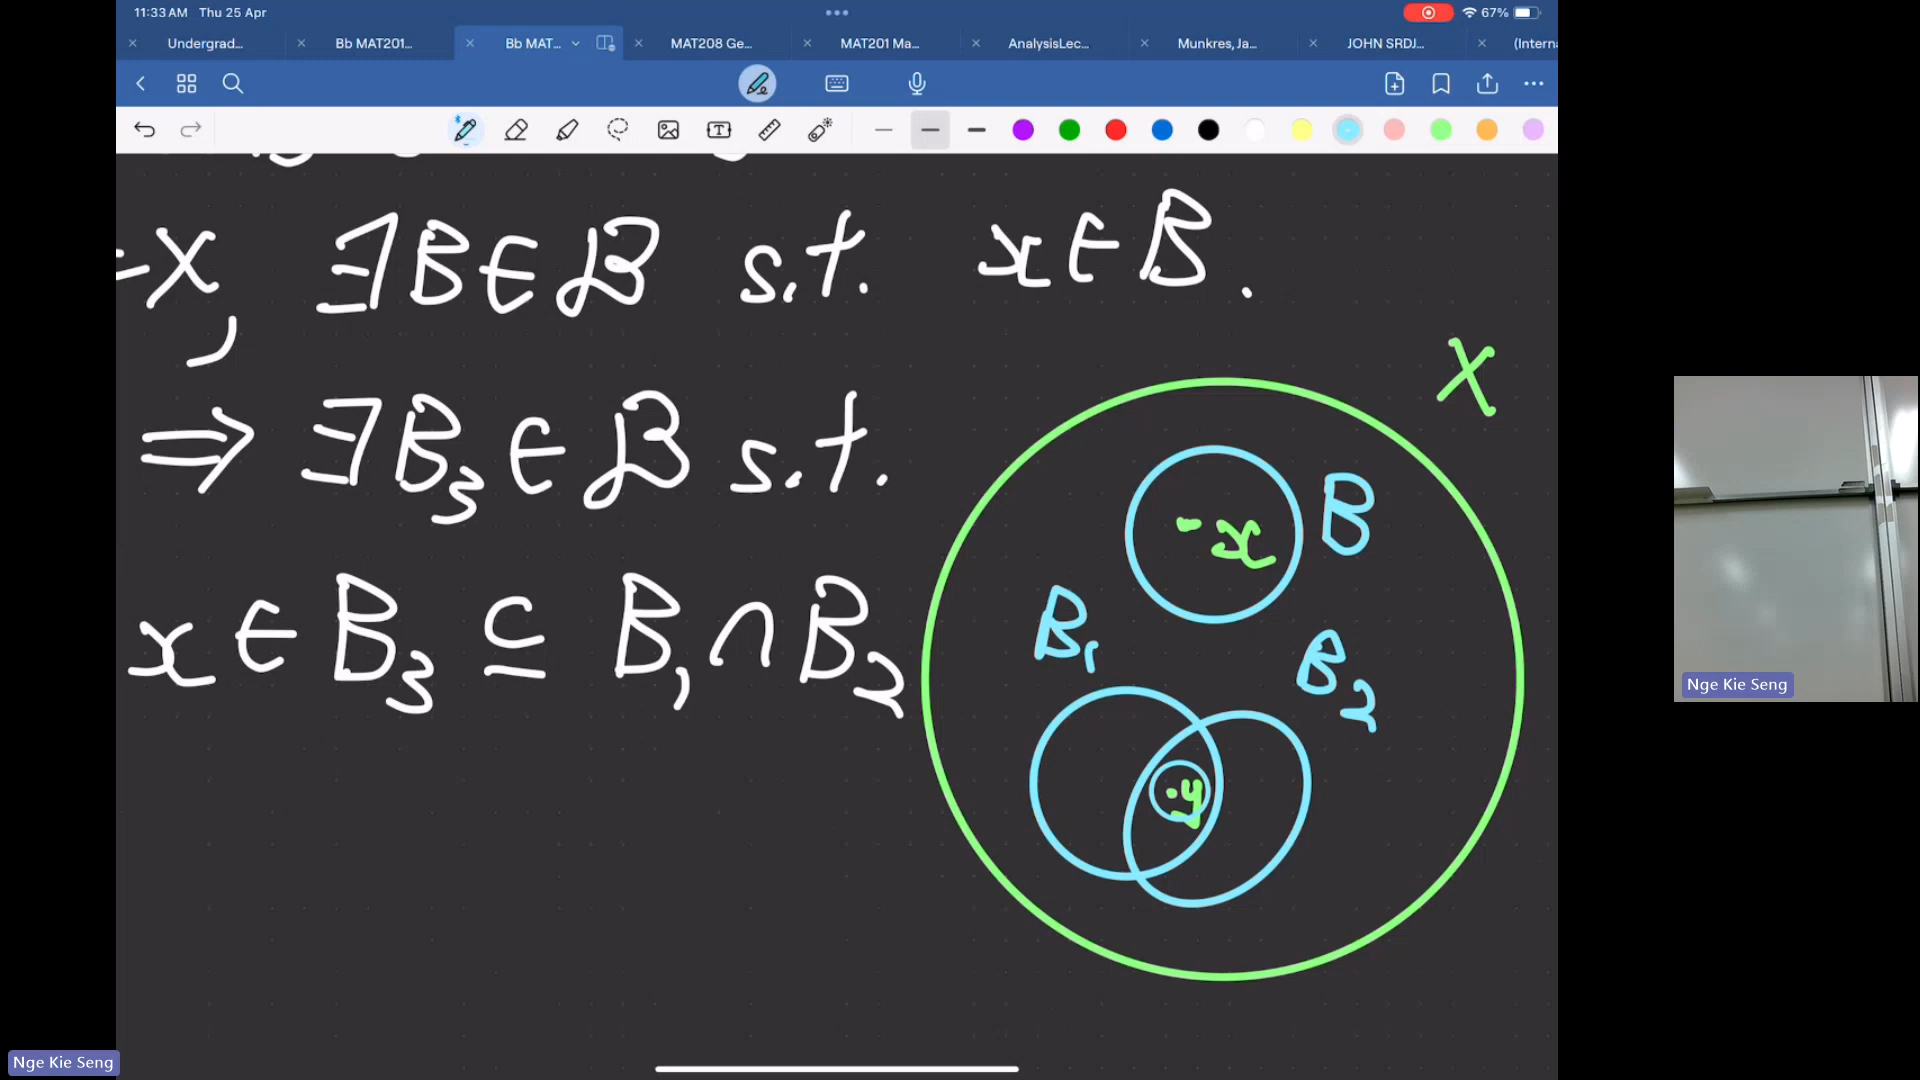 11:33 AM Thu 25 Apr
67%
Undergrad...
Bb MAT201...
Bb MAT...
MAT208 Ge...
MAT201 Ma...
AnalysisLec...
Munkres, Ja...
JOHN SRDJ...
(Intern
X, ∃B∈ℬ s.t. x∈B.
⇒ ∃B₃∈ℬ s.t.
x∈B₃ ⊆ B₁∩B₂
X
B
x
B₁
B₂
y
Nge Kie Seng
Nge Kie Seng